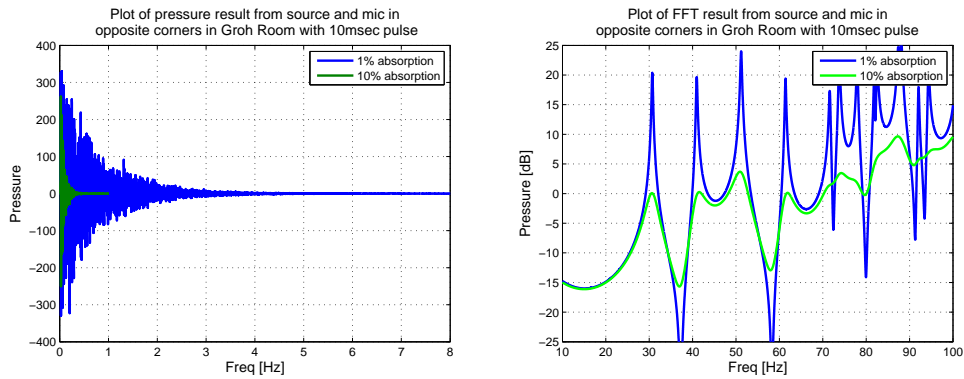 Plot of pressure result from source and mic in
opposite corners in Groh Room with 10msec pulse
400
300
200
100
0
−100
−200
−300
−400
Pressure
1% absorption
10% absorption
0 1 2 3 4 5 6 7 8
Freq [Hz]
Plot of FFT result from source and mic in
opposite corners in Groh Room with 10msec pulse
25
20
15
10
5
0
−5
−10
−15
−20
−25
Pressure [dB]
1% absorption
10% absorption
10 20 30 40 50 60 70 80 90 100
Freq [Hz]